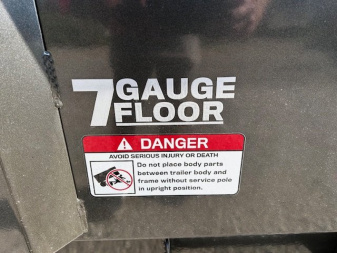 7 GAUGE
FLOOR
DANGER
AVOID SERIOUS INJURY OR DEATH
Do not place body parts
between trailer body and
frame without service pole
in upright position.